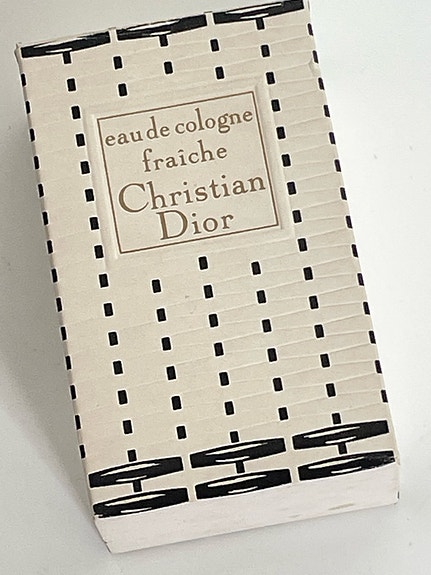 eau de cologne
fraîche
Christian
Dior